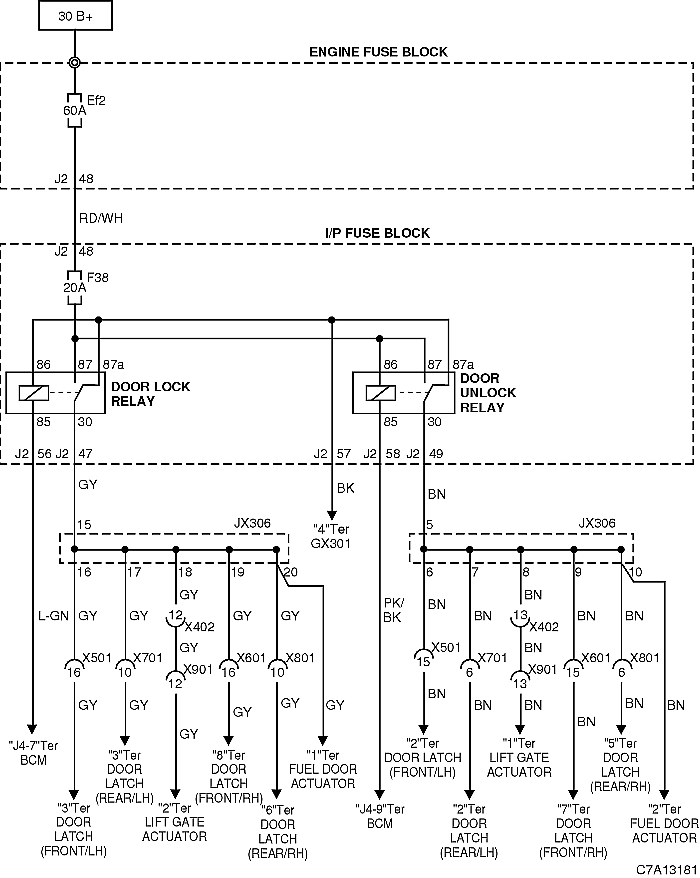 30 B+
ENGINE FUSE BLOCK
Ef2
60A
J2 48
RD/WH
I/P FUSE BLOCK
J2 48
F38
20A
86 87 87a 86 87 87a
DOOR LOCK
RELAY
DOOR
UNLOCK
RELAY
85 30 85 30
J2 56 J2 47 J2 57 J2 58 J2 49
GY BK BN
"4"Ter
GX301
15 JX306 5 JX306
16 17 18 19 20 6 7 8 9 10
GY BN
L-GN GY GY 12 X402 GY GY GY PK/
BK BN BN 13 X402 BN BN BN
GY BN
X501 X701 X901 X601 X801 X501 X701 X901 X601 X801
16 10 12 16 10 15 6 13 15 6
GY GY GY GY GY BN BN BN BN BN
"J4-7"Ter
BCM
"3"Ter
DOOR
LATCH
(REAR/LH)
"8"Ter
DOOR
LATCH
(FRONT/RH)
"1"Ter
FUEL DOOR
ACTUATOR
"2"Ter
DOOR LATCH
(FRONT/LH)
"1"Ter
LIFT GATE
ACTUATOR
"5"Ter
DOOR
LATCH
(REAR/RH)
"3"Ter
DOOR
LATCH
(FRONT/LH)
"2"Ter
LIFT GATE
ACTUATOR
"6"Ter
DOOR
LATCH
(REAR/RH)
"J4-9"Ter
BCM
"2"Ter
DOOR
LATCH
(REAR/LH)
"7"Ter
DOOR
LATCH
(FRONT/RH)
"2"Ter
FUEL DOOR
ACTUATOR
C7A13181